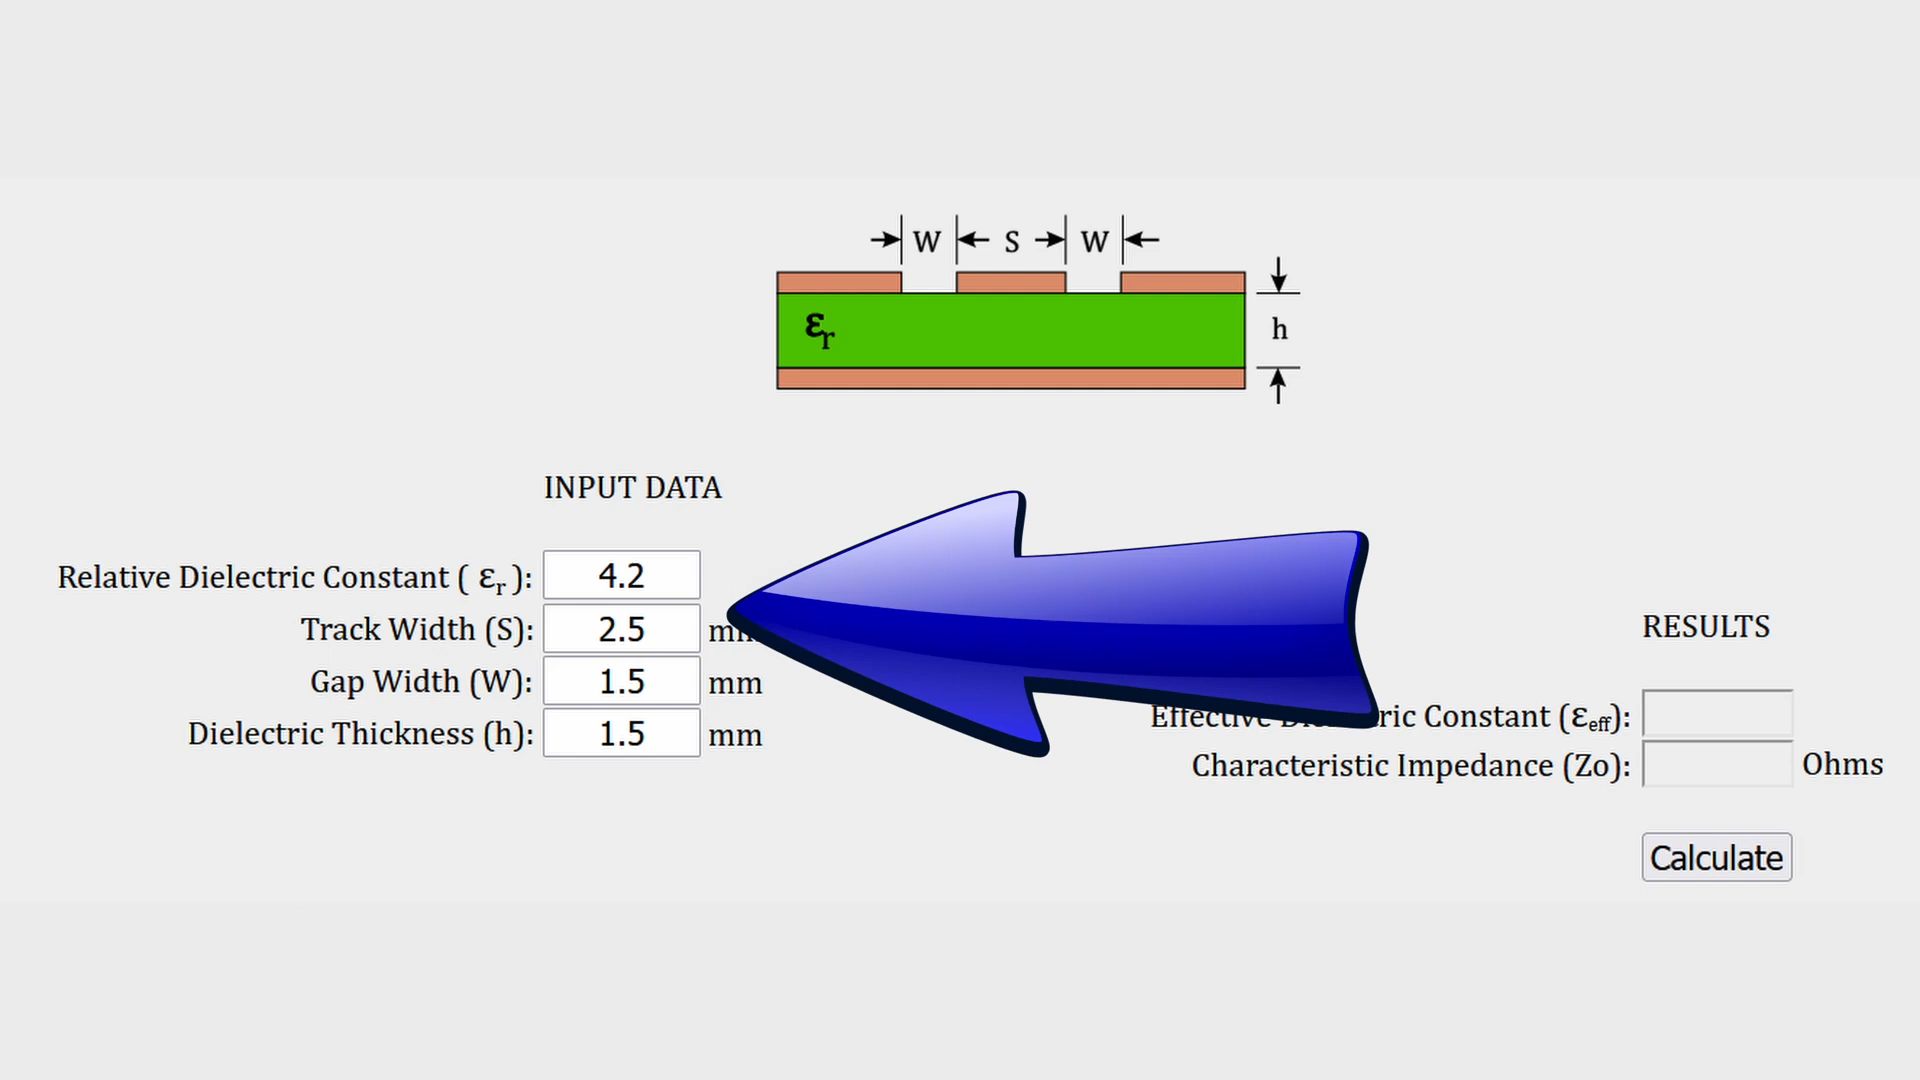 W S W
εr
h
INPUT DATA
Relative Dielectric Constant ( εr ): 4.2
Track Width (S): 2.5
Gap Width (W): 1.5 mm
Dielectric Thickness (h): 1.5 mm
RESULTS
Constant (εeff):
Characteristic Impedance (Zo): Ohms
Calculate